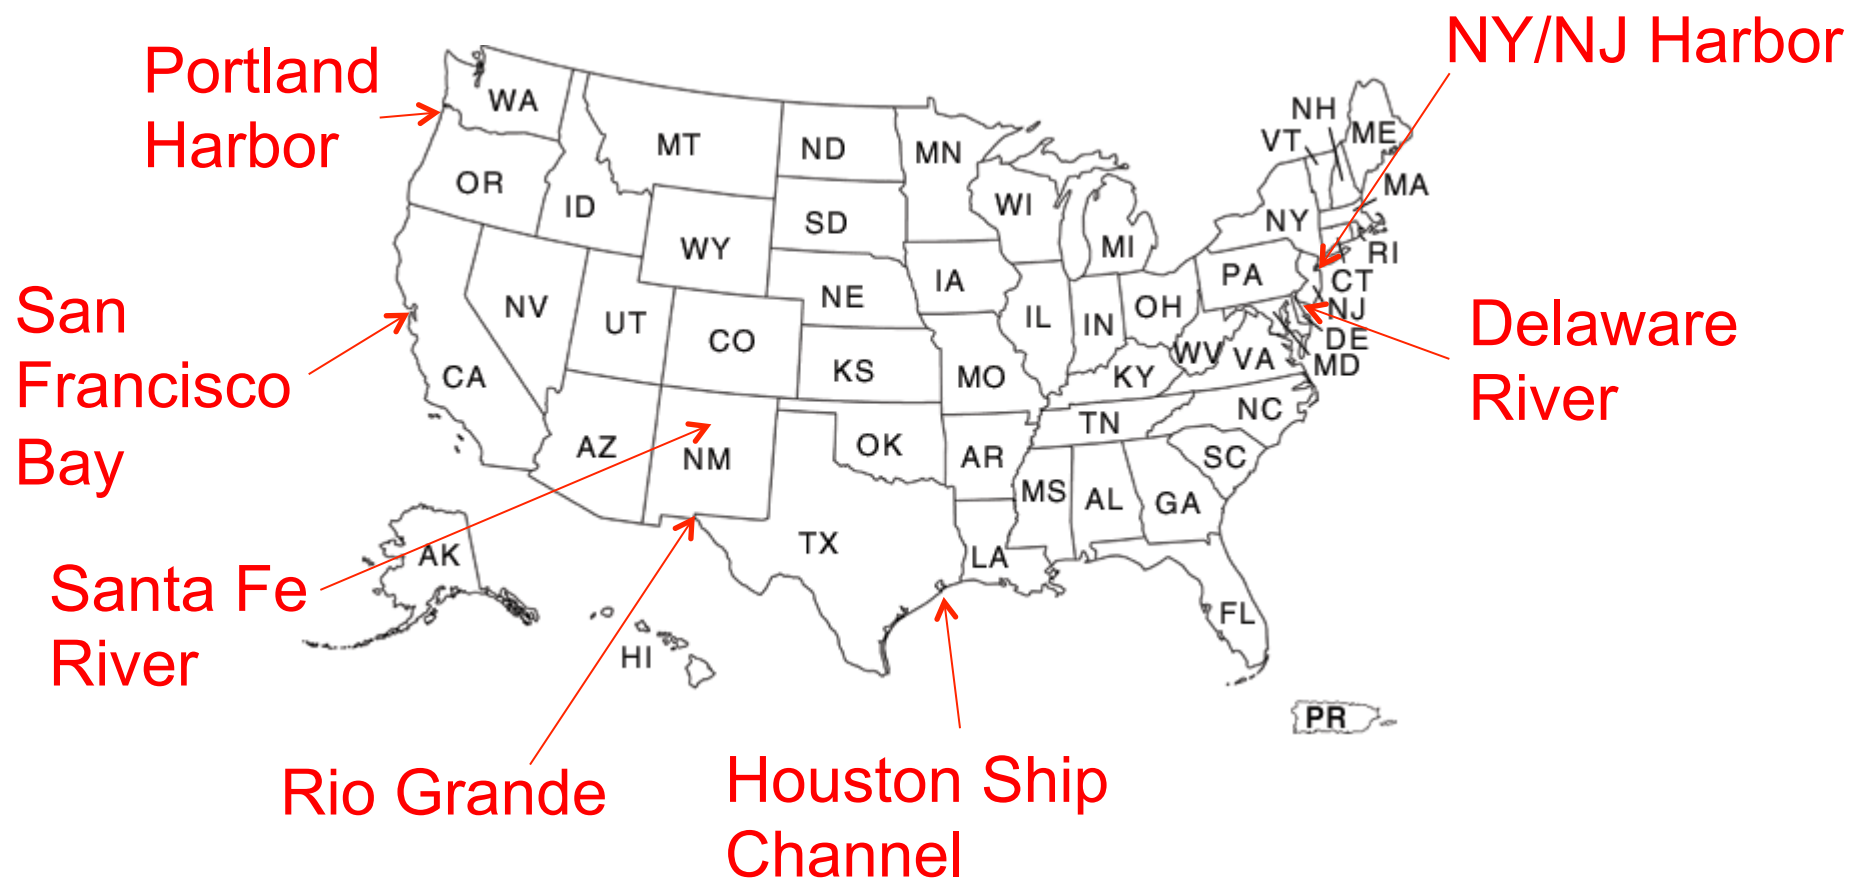 NY/NJ Harbor
Portland
Harbor
WA
MT
ND
MN
NH
VT
ME
OR
ID
SD
WI
MA
WY
MI
NY
RI
NV
UT
CO
NE
IA
IL
IN
OH
PA
CT
NJ
DE
MD
San
Francisco
Bay
Delaware
River
CA
KS
MO
KY
WV
VA
AZ
NM
OK
AR
TN
NC
SC
MS
AL
GA
TX
LA
FL
AK
HI
PR
Santa Fe
River
Rio Grande
Houston Ship
Channel